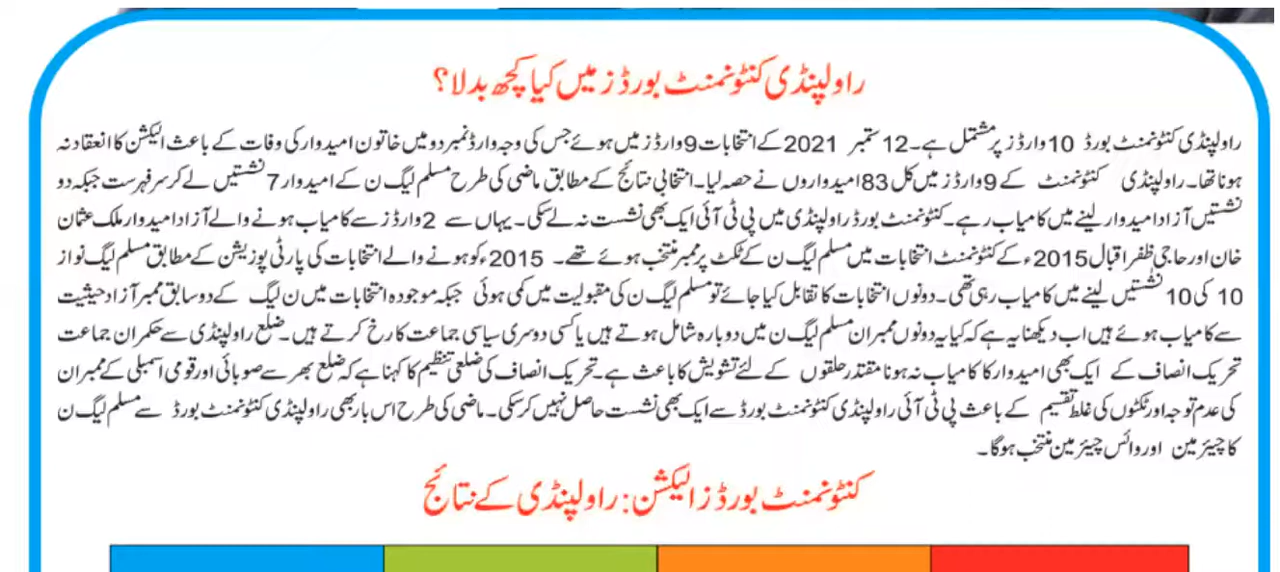 راولپنڈی کنٹونمنٹ بورڈز میں کیا کچھ بدلا؟
راولپنڈی کنٹونمنٹ بورڈ 10 وارڈز پر مشتمل ہے۔ 12 ستمبر 2021 کے انتخابات 9 وارڈز میں ہوئے جس کی وجہ وارڈ نمبر دو میں خاتون امیدوار کی وفات کے باعث الیکشن کا انعقاد نہ
ہونا تھا۔ راولپنڈی کنٹونمنٹ کے 9 وارڈز میں کل 83 امیدواروں نے حصہ لیا۔ انتخابی نتائج کے مطابق ماضی کی طرح مسلم لیگ ن کے امیدوار 7 نشستیں لے کر سرفہرست جبکہ دو
نشستیں آزاد امیدوار لینے میں کامیاب رہے۔ کنٹونمنٹ بورڈ راولپنڈی میں پی ٹی آئی ایک بھی نشست نہ لے سکی۔ یہاں سے 2 وارڈز سے کامیاب ہونے والے آزاد امیدوار ملک عثمان
خان اور حاجی ظفر اقبال 2015ء کے کنٹونمنٹ انتخابات میں مسلم لیگ ن کے ٹکٹ پر ممبر منتخب ہوئے تھے۔ 2015ء کو ہونے والے انتخابات کی پارٹی پوزیشن کے مطابق مسلم لیگ نواز
10 کی 10 نشستیں لینے میں کامیاب رہی تھی۔ دونوں انتخابات کا تقابل کیا جائے تو مسلم لیگ ن کی مقبولیت میں کمی ہوئی جبکہ موجودہ انتخابات میں ن لیگ کے دو سابق ممبر آزاد حیثیت
سے کامیاب ہوئے ہیں اب دیکھنا یہ ہے کہ کیا یہ دونوں ممبران مسلم لیگ ن میں دوبارہ شامل ہوتے ہیں یا کسی دوسری سیاسی جماعت کا رخ کرتے ہیں۔ ضلع راولپنڈی سے حکمران جماعت
تحریک انصاف کے ایک بھی امیدوار کا کامیاب نہ ہونا مقتدر حلقوں کے لئے تشویش کا باعث ہے۔ تحریک انصاف کی ضلعی تنظیم کا کہنا ہے کہ ضلع بھر سے صوبائی اور قومی اسمبلی کے ممبران
کی عدم توجہ اور ٹکٹوں کی غلط تقسیم کے باعث پی ٹی آئی راولپنڈی کنٹونمنٹ بورڈ سے ایک بھی نشست حاصل نہیں کر سکی۔ ماضی کی طرح اس بار بھی راولپنڈی کنٹونمنٹ بورڈ سے مسلم لیگ ن
کا چیئرمین اور وائس چیئرمین منتخب ہوگا۔
کنٹونمنٹ بورڈز الیکشن: راولپنڈی کے نتائج